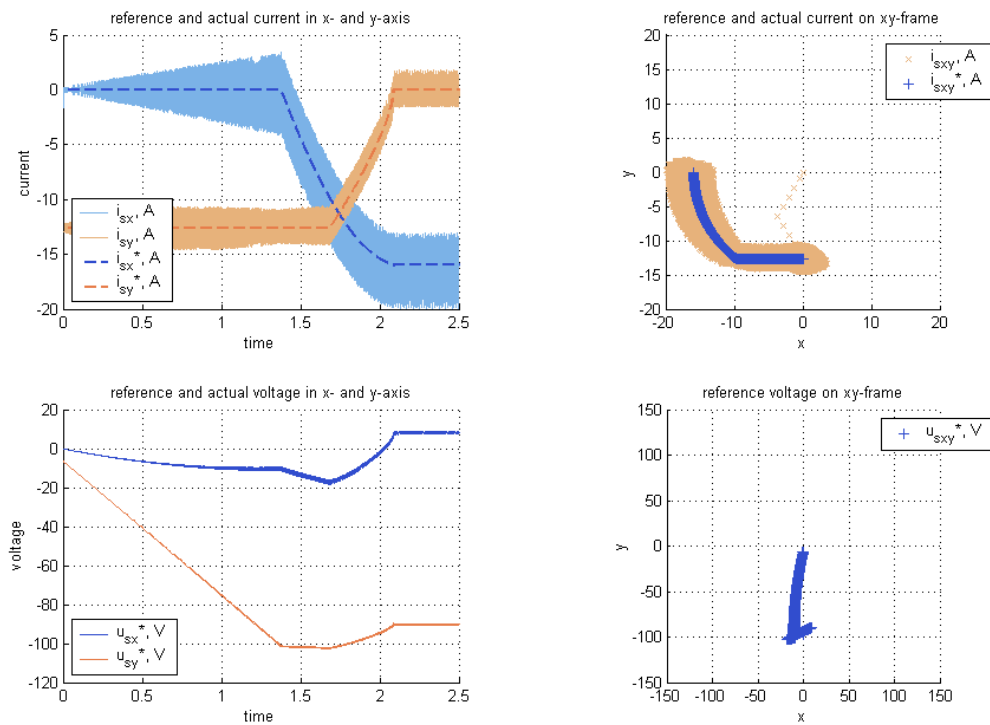 reference and actual current in x- and y-axis
5
0
-5
-10
-15
-20
current
i_sx, A
i_sy, A
i_sx*, A
i_sy*, A
0
0.5
1
1.5
2
2.5
time
reference and actual current on xy-frame
20
15
10
5
0
-5
-10
-15
-20
y
i_sxy, A
i_sxy*, A
-20
-10
0
10
20
x
reference and actual voltage in x- and y-axis
20
0
-20
-40
-60
-80
-100
-120
voltage
u_sx*, V
u_sy*, V
0
0.5
1
1.5
2
2.5
time
reference voltage on xy-frame
150
100
50
0
-50
-100
-150
y
u_sxy*, V
-150
-100
-50
0
50
100
150
x